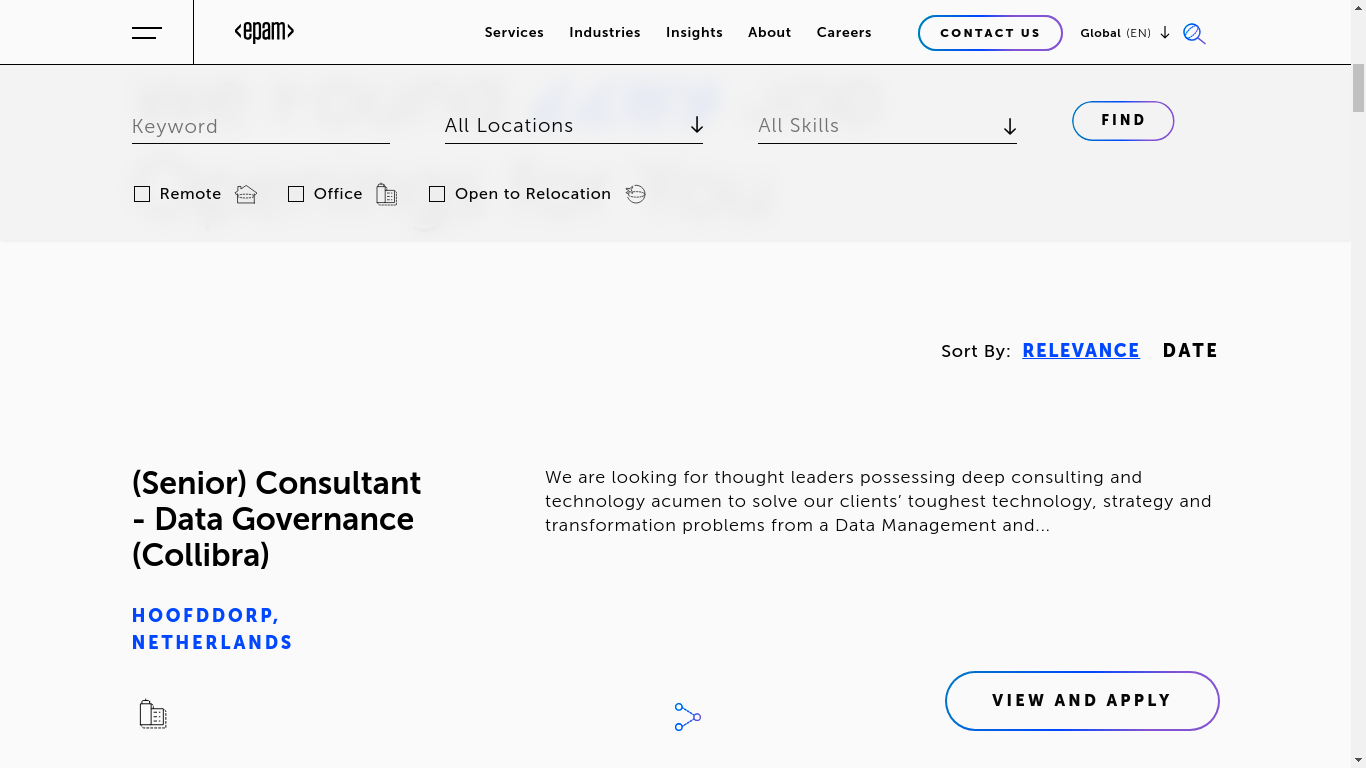 <epam>
Services Industries Insights About Careers CONTACT US Global (EN)
Keyword All Locations All Skills FIND
Remote Office Open to Relocation
Sort By: RELEVANCE DATE
(Senior) Consultant
- Data Governance
(Collibra)
We are looking for thought leaders possessing deep consulting and
technology acumen to solve our clients’ toughest technology, strategy and
transformation problems from a Data Management and...
HOOFDDORP,
NETHERLANDS
VIEW AND APPLY